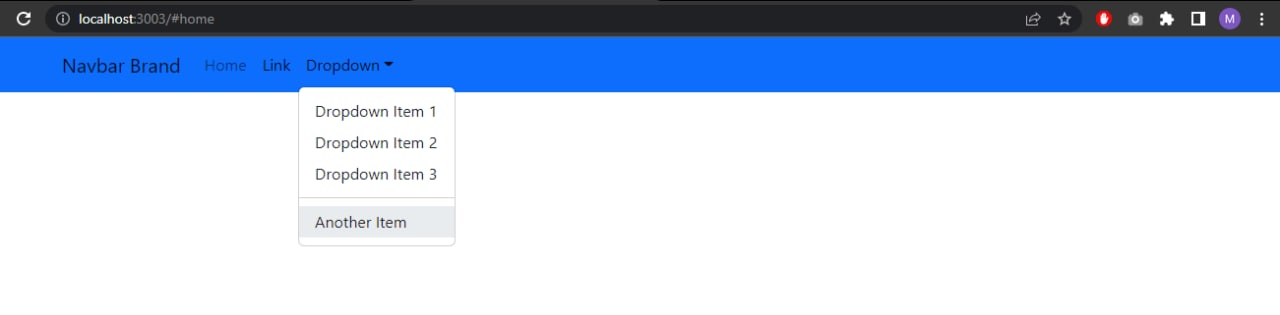 localhost:3003/#home
M
Navbar Brand Home Link Dropdown
Dropdown Item 1
Dropdown Item 2
Dropdown Item 3
Another Item